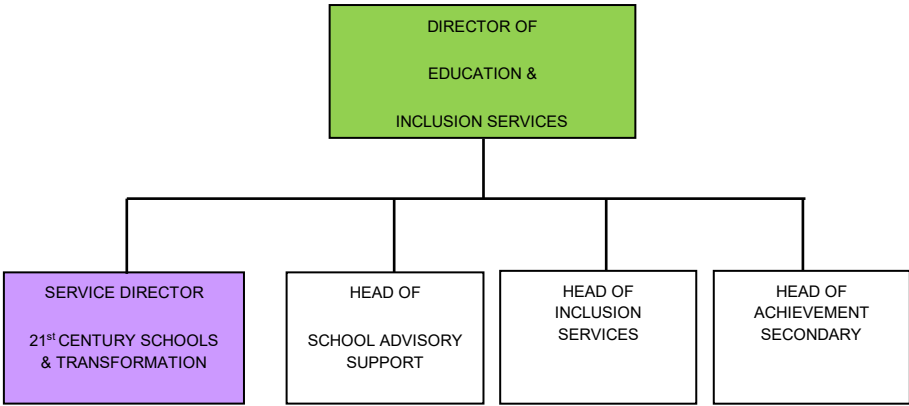 DIRECTOR OF
EDUCATION &
INCLUSION SERVICES
SERVICE DIRECTOR
21st CENTURY SCHOOLS
& TRANSFORMATION
HEAD OF
SCHOOL ADVISORY
SUPPORT
HEAD OF
INCLUSION
SERVICES
HEAD OF
ACHIEVEMENT
SECONDARY